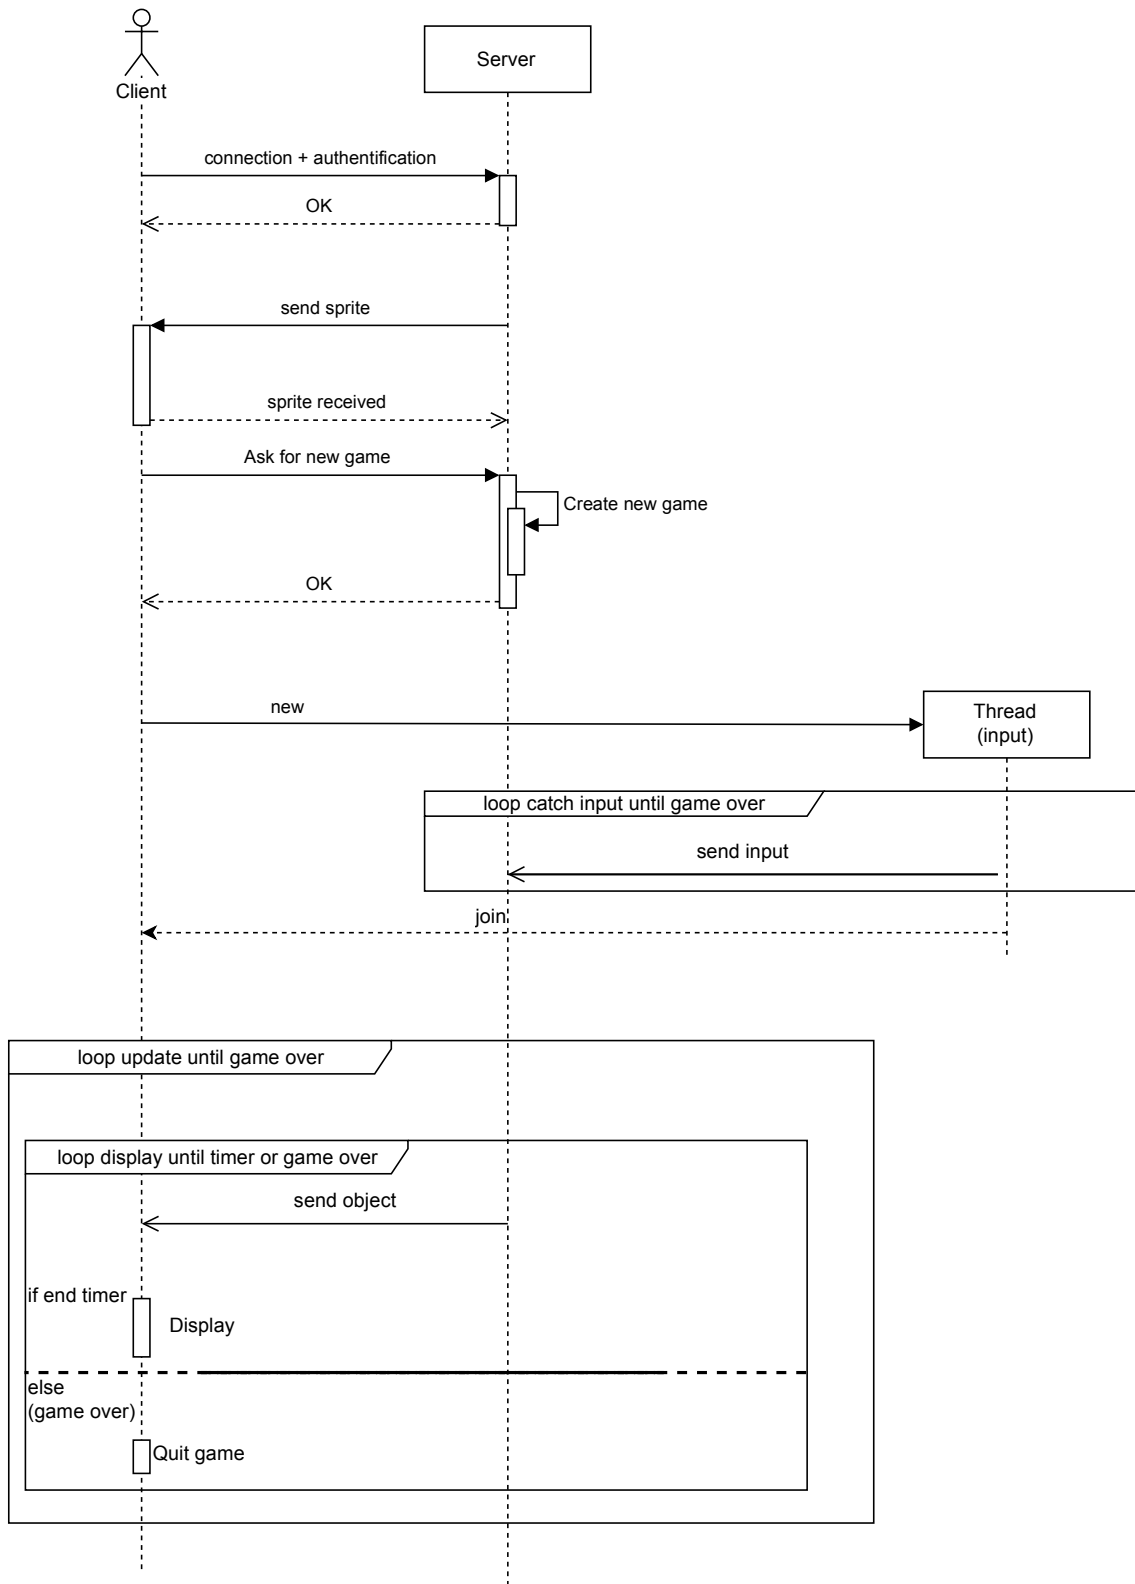 Client
Server
connection + authentification
OK
send sprite
sprite received
Ask for new game
Create new game
OK
new
Thread
(input)
loop catch input until game over
send input
join
loop update until game over
loop display until timer or game over
send object
if end timer
Display
else
(game over)
Quit game